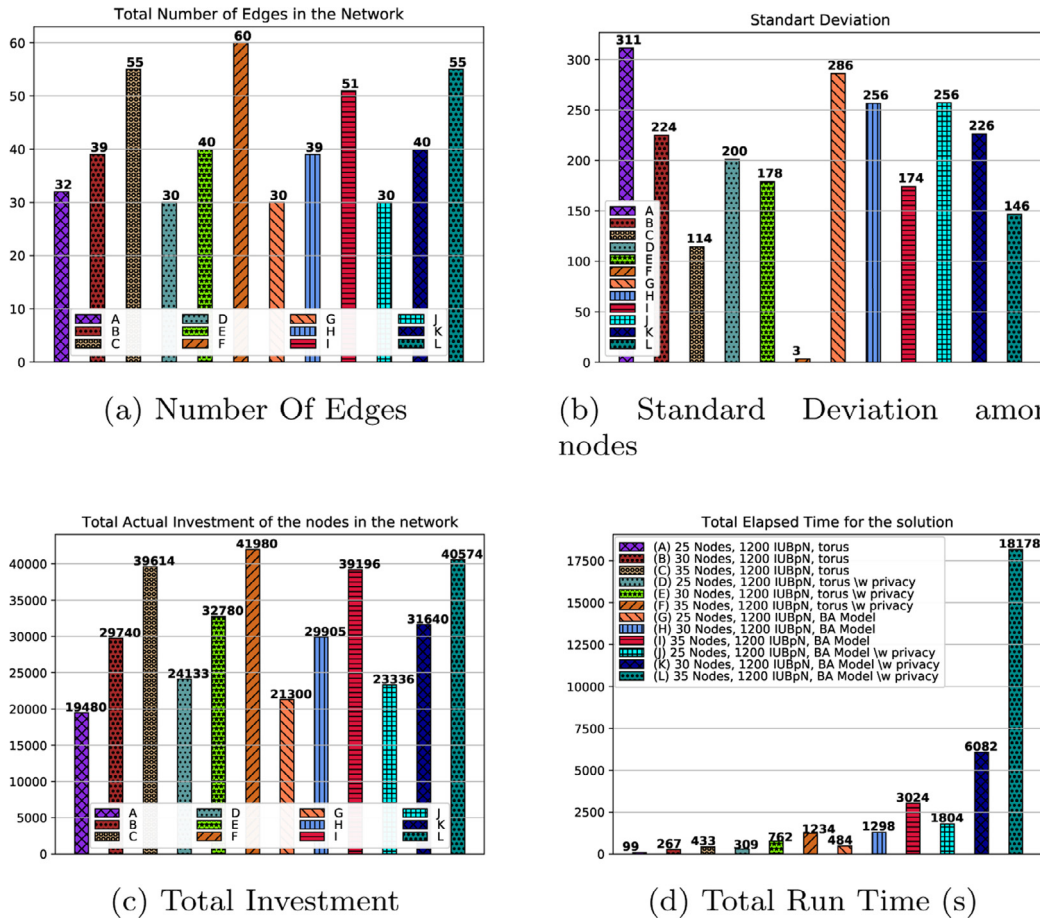 Total Number of Edges in the Network
60
50
40
30
20
10
0
32
39
55
30
40
60
30
39
51
30
40
55
A
B
C
D
E
F
G
H
I
J
K
L
(a) Number Of Edges
Standart Deviation
300
250
200
150
100
50
0
311
224
114
200
178
3
286
256
174
256
226
146
A
B
C
D
E
F
G
H
I
J
K
L
(b) Standard Deviation amon
nodes
Total Actual Investment of the nodes in the network
40000
35000
30000
25000
20000
15000
10000
5000
0
19480
29740
39614
24133
32780
41980
21300
29905
39196
23336
31640
40574
A
B
C
D
E
F
G
H
I
J
K
L
(c) Total Investment
Total Elapsed Time for the solution
17500
15000
12500
10000
7500
5000
2500
0
(A) 25 Nodes, 1200 IUBpN, torus
(B) 30 Nodes, 1200 IUBpN, torus
(C) 35 Nodes, 1200 IUBpN, torus
(D) 25 Nodes, 1200 IUBpN, torus \w privacy
(E) 30 Nodes, 1200 IUBpN, torus \w privacy
(F) 35 Nodes, 1200 IUBpN, torus \w privacy
(G) 25 Nodes, 1200 IUBpN, BA Model
(H) 30 Nodes, 1200 IUBpN, BA Model
(I) 35 Nodes, 1200 IUBpN, BA Model
(J) 25 Nodes, 1200 IUBpN, BA Model \w privacy
(K) 30 Nodes, 1200 IUBpN, BA Model \w privacy
(L) 35 Nodes, 1200 IUBpN, BA Model \w privacy
99
267
433
309
762
1234
484
1298
3024
1804
6082
18178
(d) Total Run Time (s)